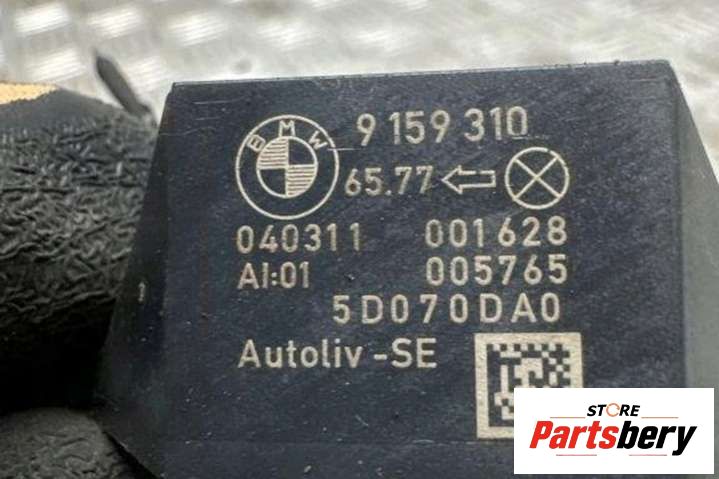 BMW
9 159 310
65.77
040311 001628
AI:01 005765
5D070DA0
Autoliv-SE
STORE
Partsbery